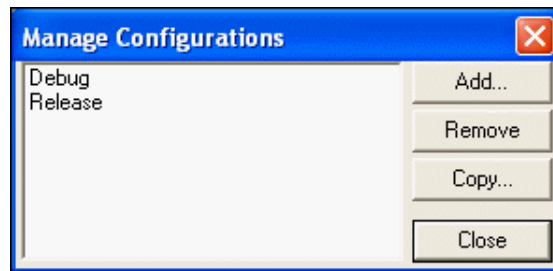 Manage Configurations
Debug
Release
Add...
Remove
Copy...
Close